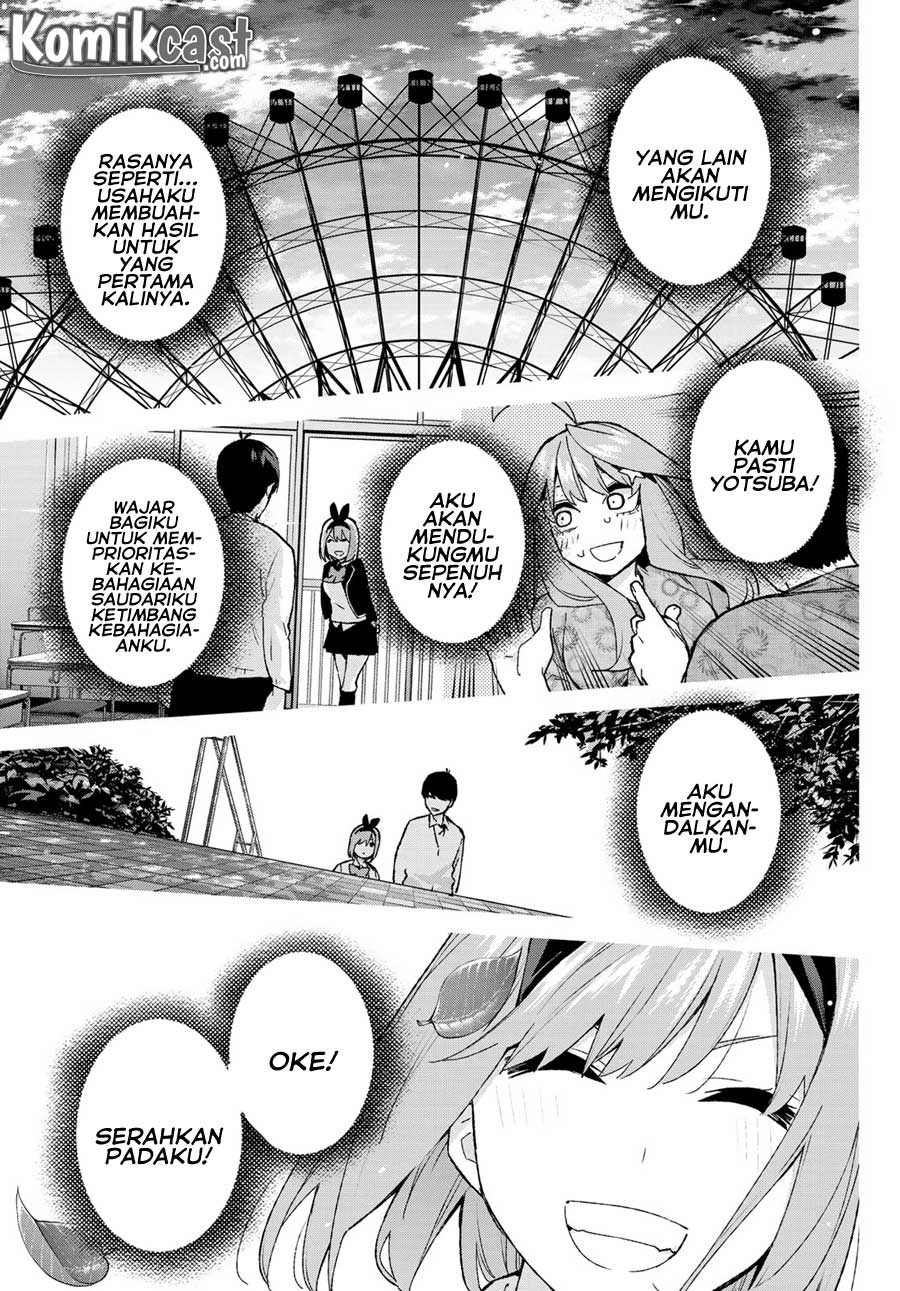 Komikcast
.com
YANG LAIN
AKAN
MENGIKUTI
MU.
RASANYA
SEPERTI...
USAHAKU
MEMBUAH-
KAN HASIL
UNTUK
YANG
PERTAMA
KALINYA.
KAMU
PASTI
YOTSUBA!
AKU
AKAN
MENDU-
KUNGMU
SEPENUH
NYA!
WAJAR
BAGIKU
UNTUK MEM-
PRIORITAS-
KAN KE-
BAHAGIAAN
SAUDARIKU
KETIMBANG
KEBAHAGIA-
ANKU.
AKU
MENGAN-
DALKAN-
MU.
OKE!
SERAHKAN
PADAKU!